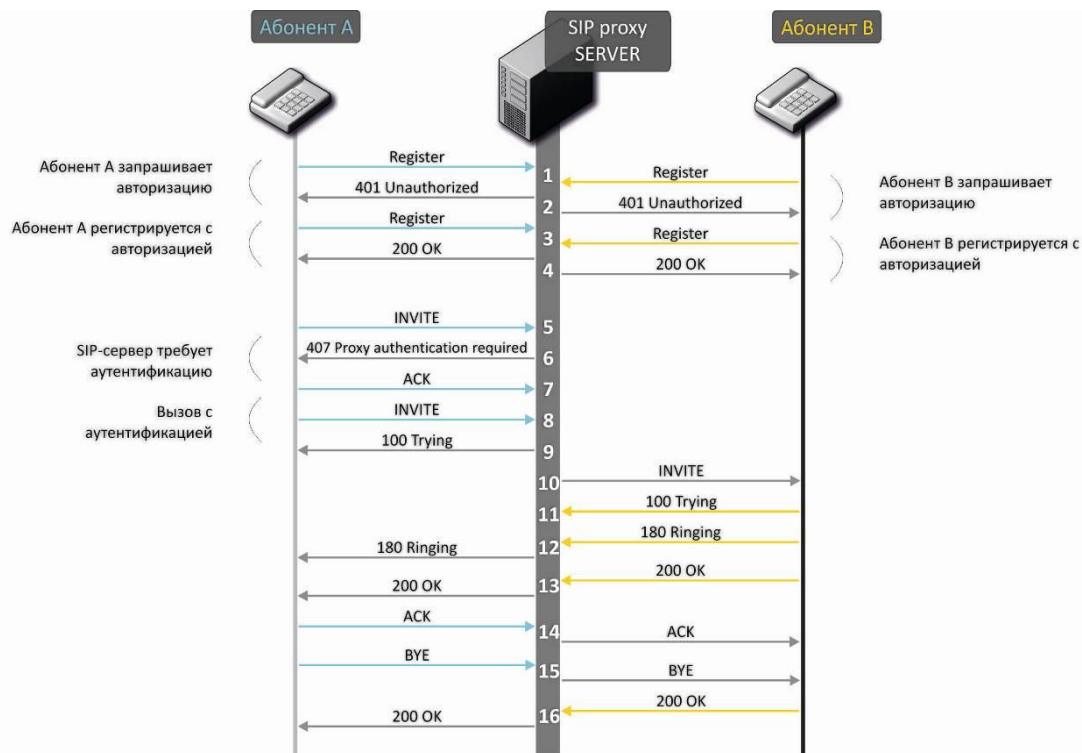 Абонент А
SIP proxy
SERVER
Абонент В
Абонент А запрашивает
авторизацию
Register
1
Register
Абонент В запрашивает
авторизацию
401 Unauthorized
2
401 Unauthorized
Абонент А регистрируется с
авторизацией
Register
3
Register
Абонент В регистрируется с
авторизацией
200 OK
4
200 OK
INVITE
5
SIP-сервер требует
аутентификацию
407 Proxy authentication required
6
ACK
7
Вызов с
аутентификацией
INVITE
8
100 Trying
9
INVITE
10
100 Trying
11
180 Ringing
12
180 Ringing
200 OK
13
200 OK
ACK
14
ACK
BYE
15
BYE
200 OK
16
200 OK